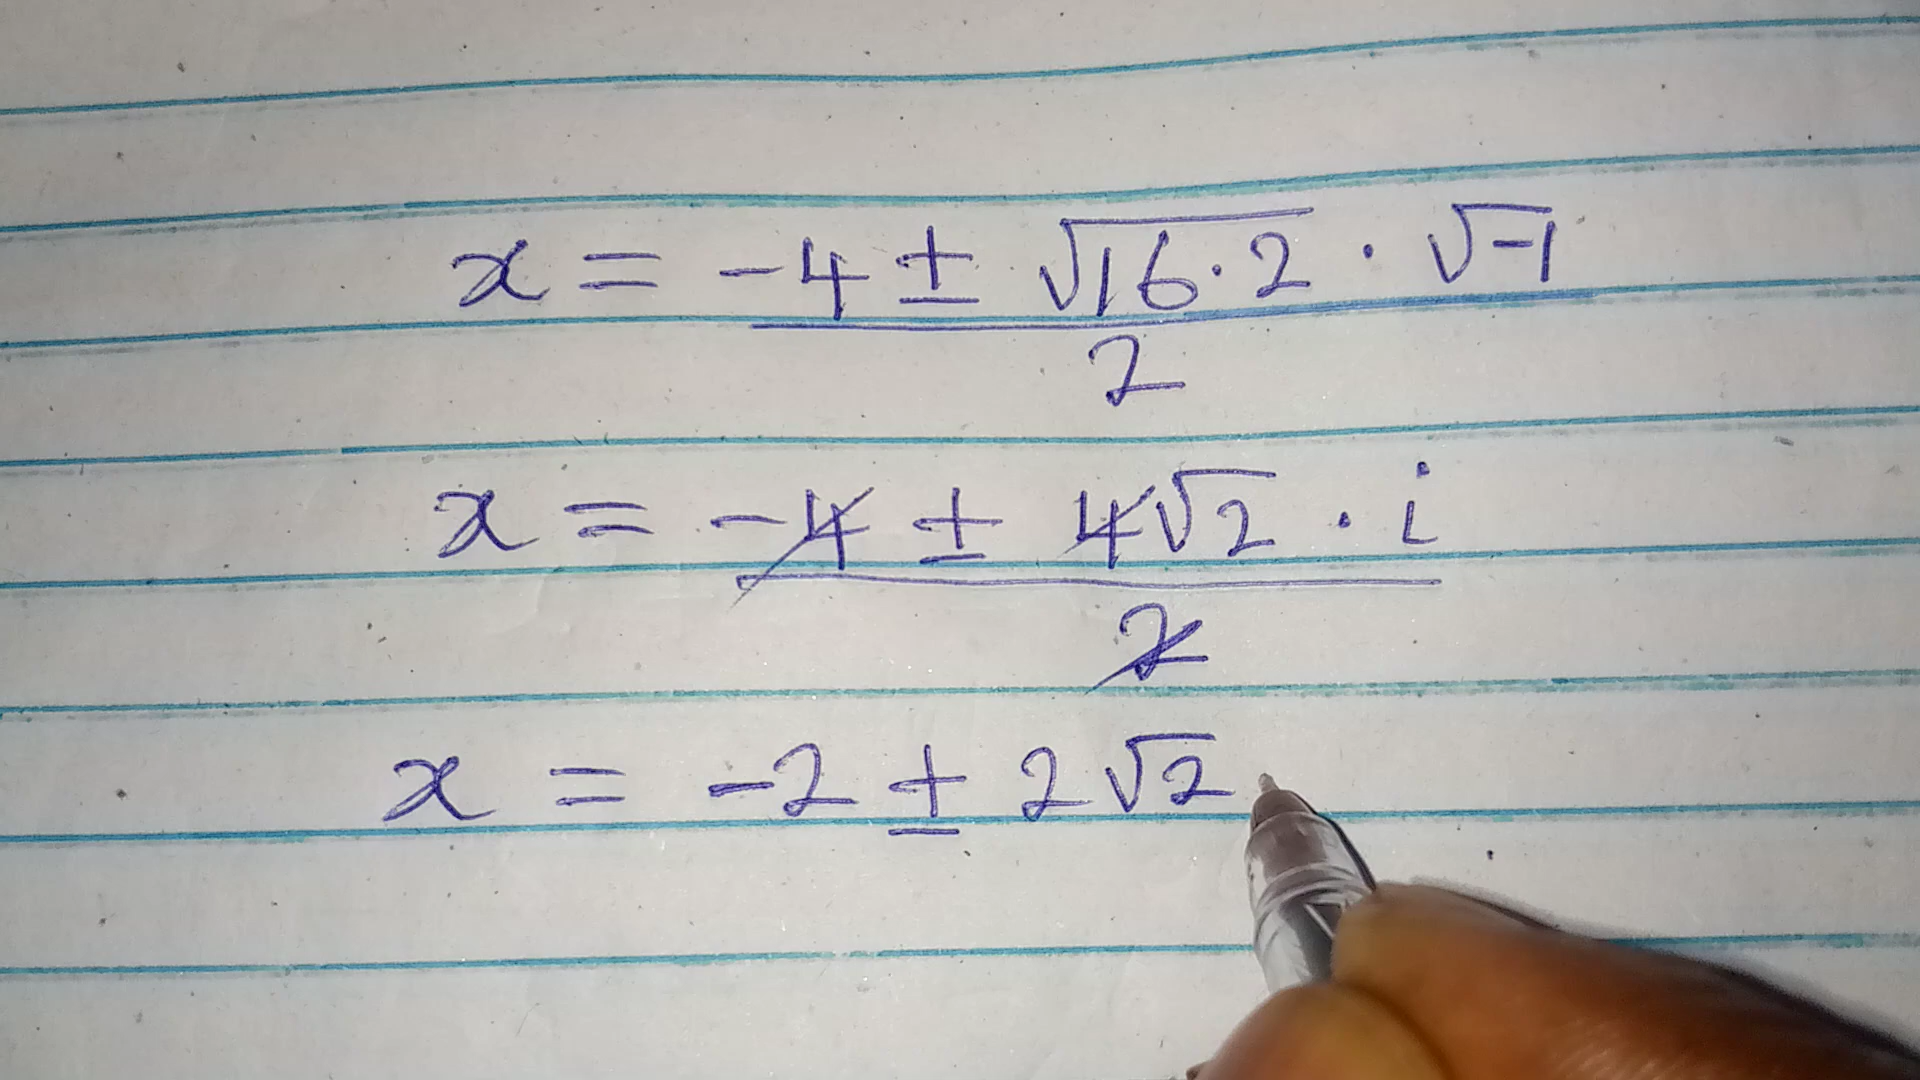 x = -4 ± √16·2 · √-1
2
x = -4 ± 4√2 · i
2
x = -2 ± 2√2